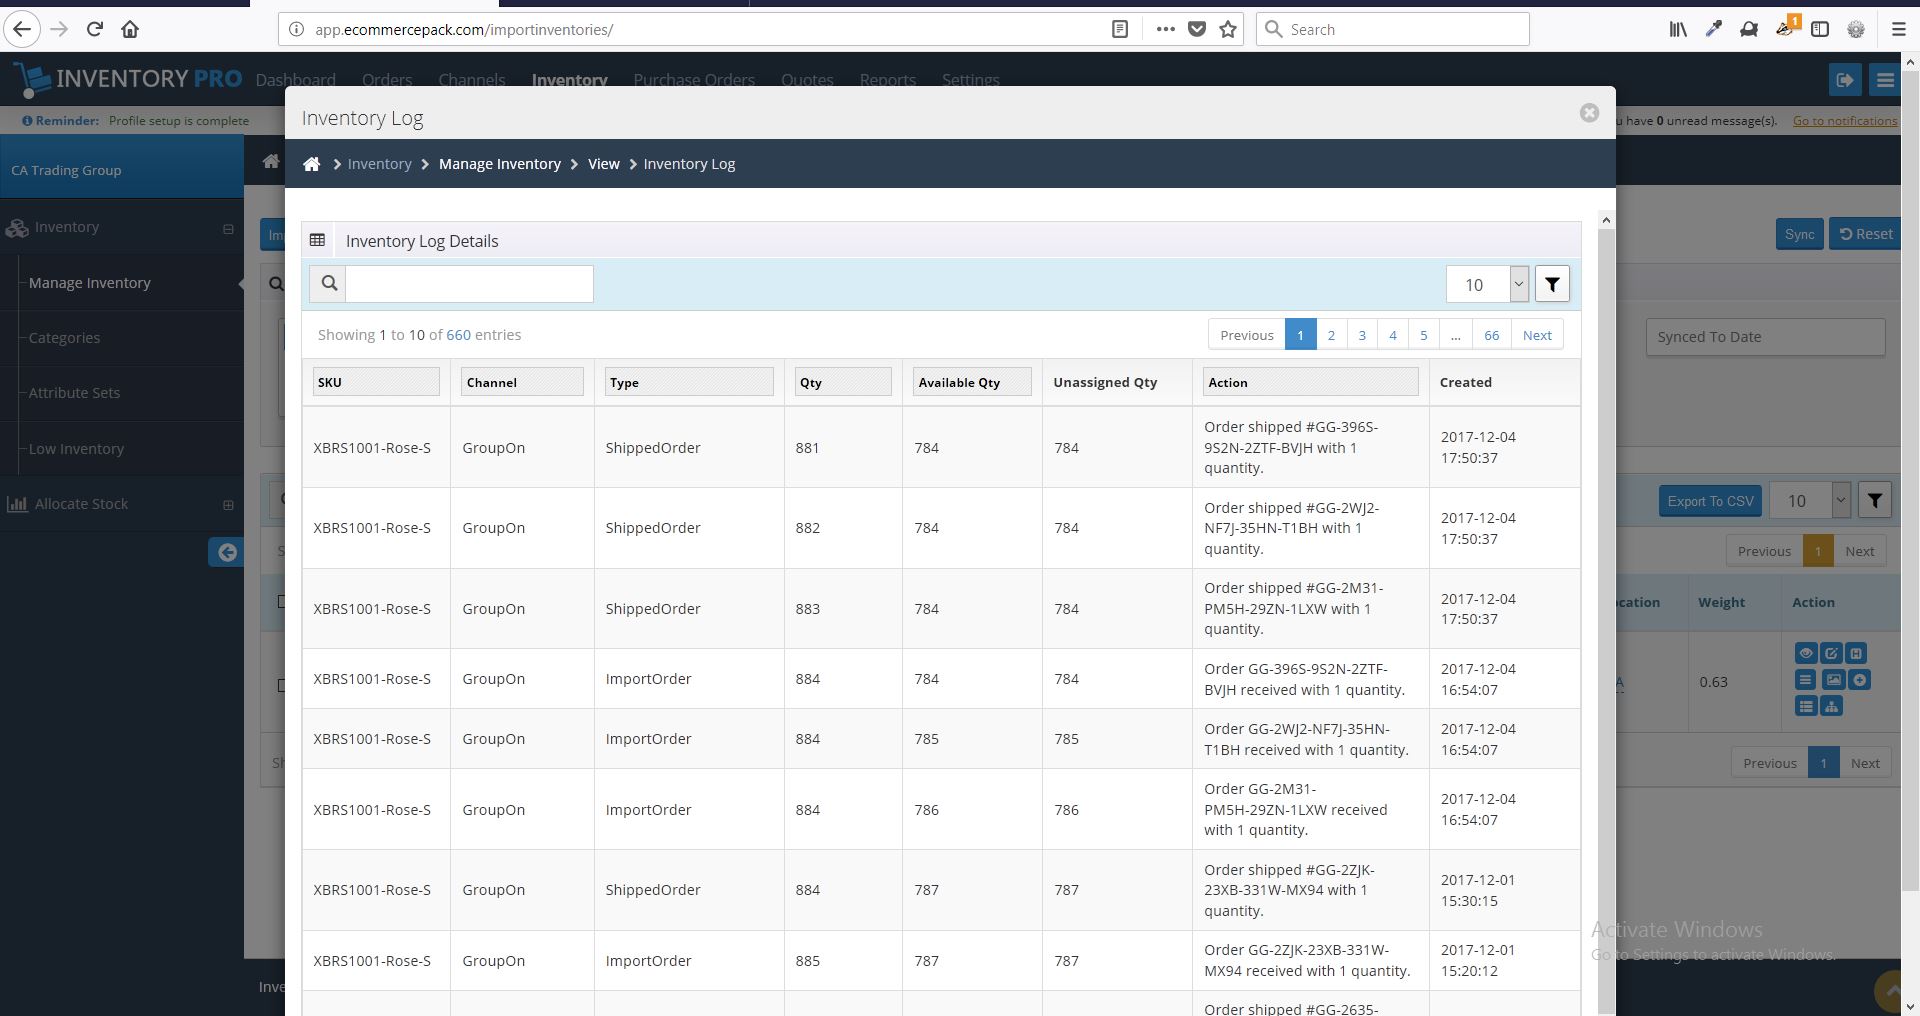 app.ecommercepack.com/importinventories/
Search
1
INVENTORY PRO
Dashboard Orders Channels Inventory Purchase Orders Quotes Reports Settings
Inventory Log
Reminder: Profile setup is complete
have 0 unread message(s). Go to notifications
CA Trading Group
Inventory > Manage Inventory > View > Inventory Log
Inventory
Sync Reset
Inventory Log Details
Manage Inventory
10
Categories
Showing 1 to 10 of 660 entries
Previous 1 2 3 4 5 ... 66 Next
Synced To Date
SKU Channel Type Qty Available Qty Unassigned Qty Action Created
Attribute Sets
Low Inventory
Allocate Stock
XBRS1001-Rose-S GroupOn ShippedOrder 881 784 784
Order shipped #GG-396S-
9S2N-2ZTF-BVJH with 1
quantity.
2017-12-04
17:50:37
Export To CSV 10
XBRS1001-Rose-S GroupOn ShippedOrder 882 784 784
Order shipped #GG-2WJ2-
NF7J-35HN-T1BH with 1
quantity.
2017-12-04
17:50:37
Previous 1 Next
XBRS1001-Rose-S GroupOn ShippedOrder 883 784 784
Order shipped #GG-2M31-
PM5H-29ZN-1LXW with 1
quantity.
2017-12-04
17:50:37
Weight Action
XBRS1001-Rose-S GroupOn ImportOrder 884 784 784
Order GG-396S-9S2N-2ZTF-
BVJH received with 1 quantity.
2017-12-04
16:54:07
0.63
XBRS1001-Rose-S GroupOn ImportOrder 884 785 785
Order GG-2WJ2-NF7J-35HN-
T1BH received with 1 quantity.
2017-12-04
16:54:07
Previous 1 Next
XBRS1001-Rose-S GroupOn ImportOrder 884 786 786
Order GG-2M31-
PM5H-29ZN-1LXW received
with 1 quantity.
2017-12-04
16:54:07
XBRS1001-Rose-S GroupOn ShippedOrder 884 787 787
Order shipped #GG-2ZJK-
23XB-331W-MX94 with 1
quantity.
2017-12-01
15:30:15
XBRS1001-Rose-S GroupOn ImportOrder 885 787 787
Order GG-2ZJK-23XB-331W-
MX94 received with 1 quantity.
2017-12-01
15:20:12
Activate Windows
Go to Settings to activate Windows.
Order shipped #GG-2635-